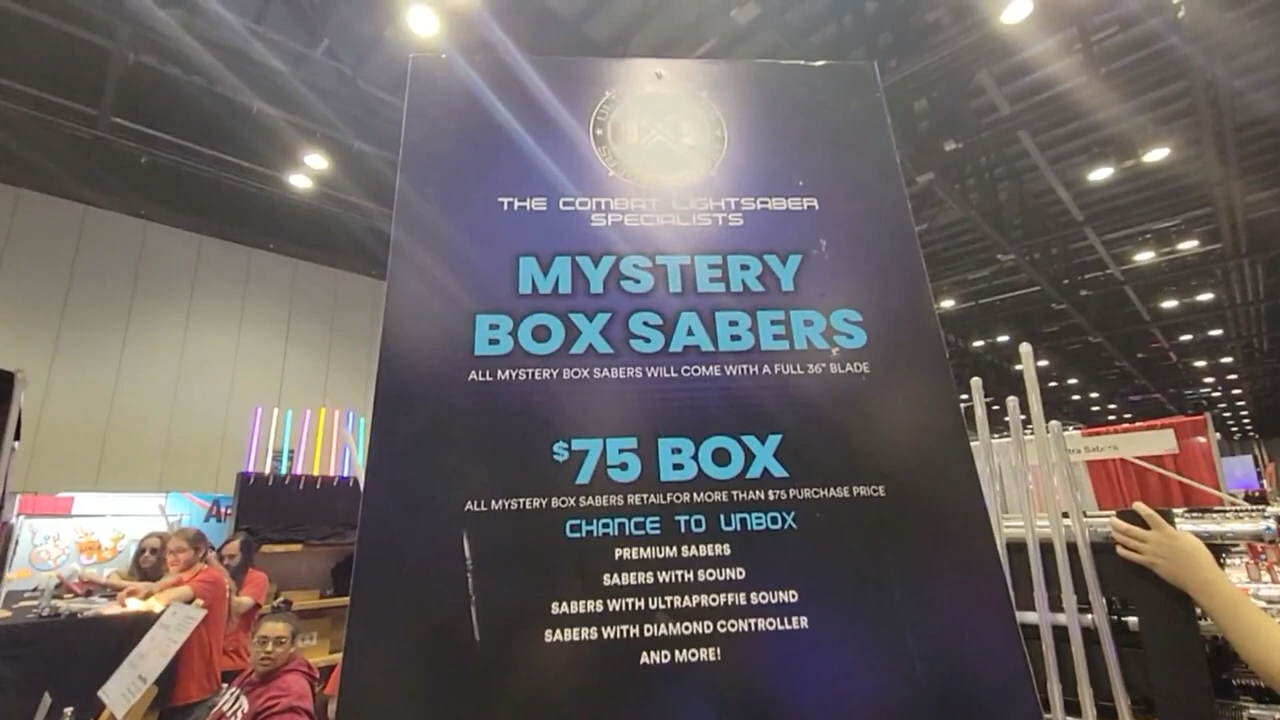 THE COMBAT LIGHTSABER
SPECIALISTS
MYSTERY
BOX SABERS
ALL MYSTERY BOX SABERS WILL COME WITH A FULL 36" BLADE
$75 BOX
ALL MYSTERY BOX SABERS RETAILFOR MORE THAN $75 PURCHASE PRICE
CHANCE TO UNBOX
PREMIUM SABERS
SABERS WITH SOUND
SABERS WITH ULTRAPROFFIE SOUND
SABERS WITH DIAMOND CONTROLLER
AND MORE!
tra Sabers